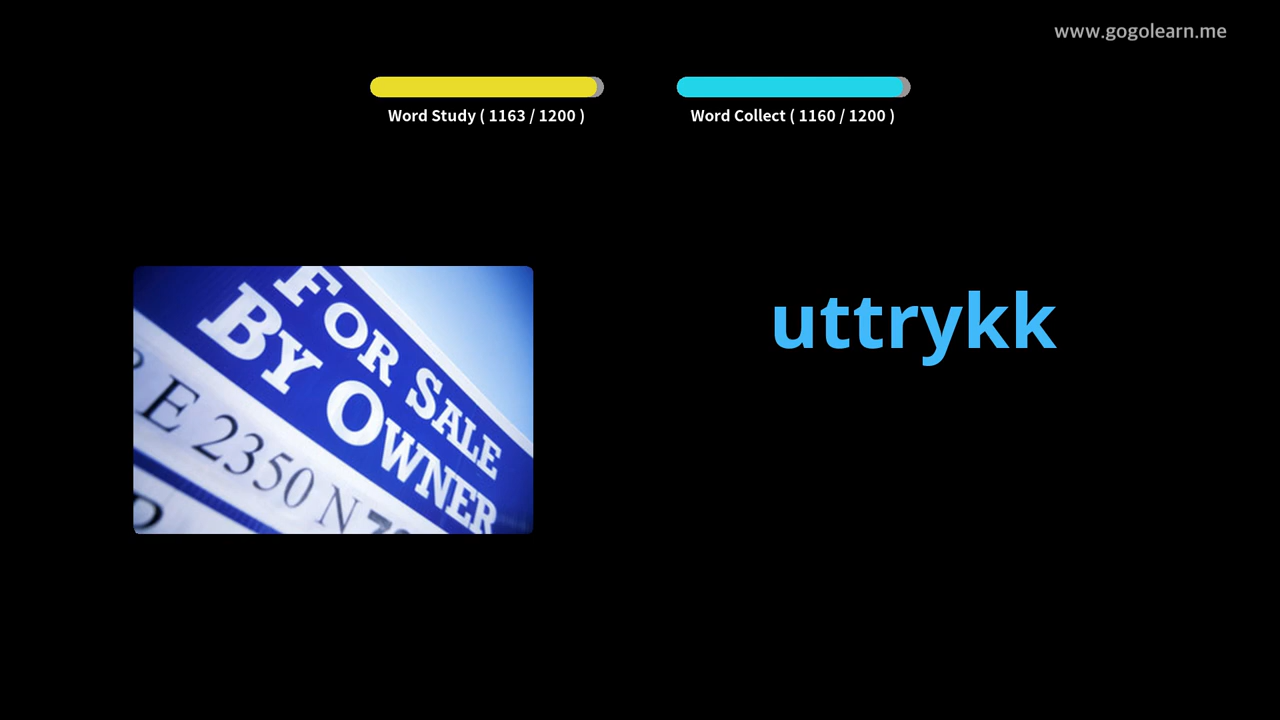 www.gogolearn.me
Word Study ( 1163 / 1200 )
Word Collect ( 1160 / 1200 )
FOR SALE
BY OWNER
E 2350 N
uttrykk